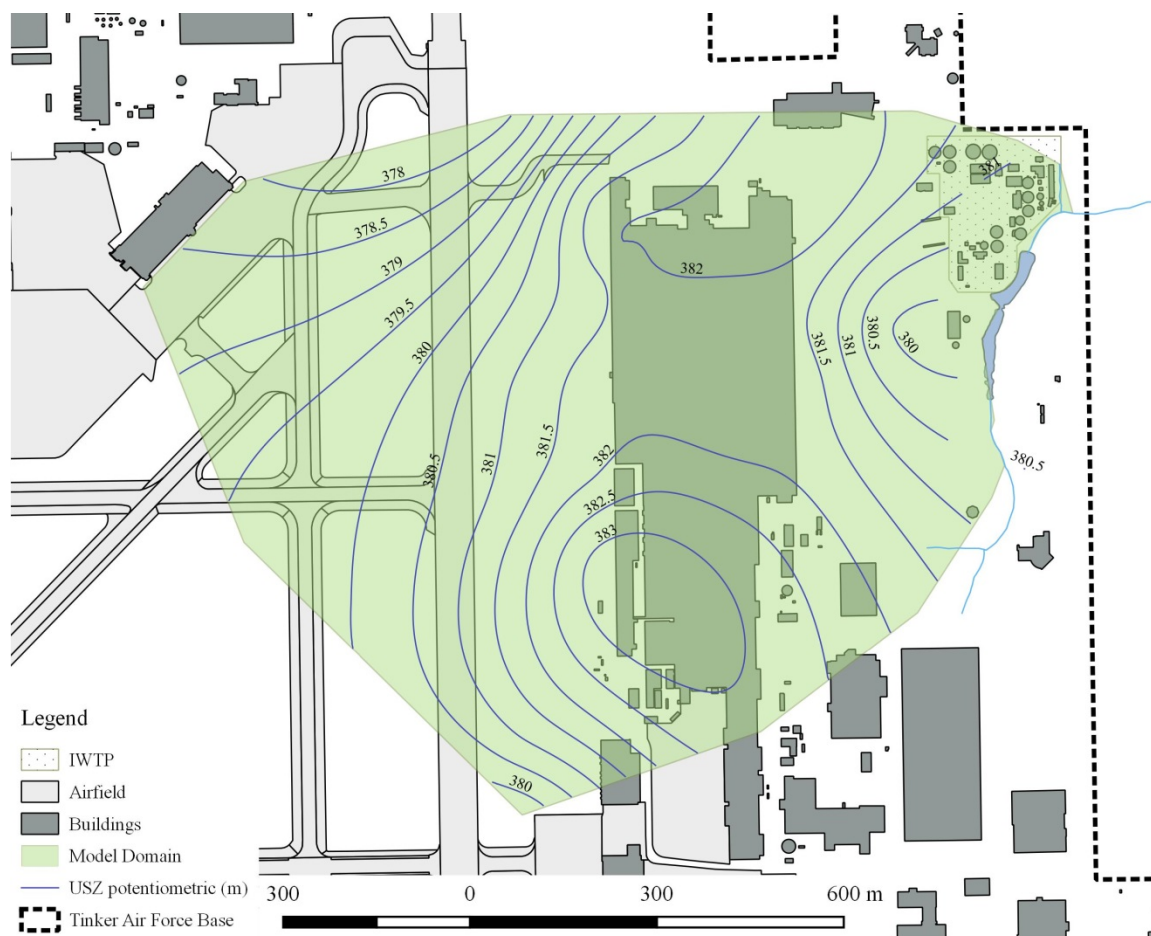 381
378
378.5
379
382
379.5
380
380
380.5
381
381.5
381.5
382
381
380.5
380.5
382.5
383
380
Legend
IWTP
Airfield
Buildings
Model Domain
USZ potentiometric (m)
Tinker Air Force Base
300 0 300 600 m